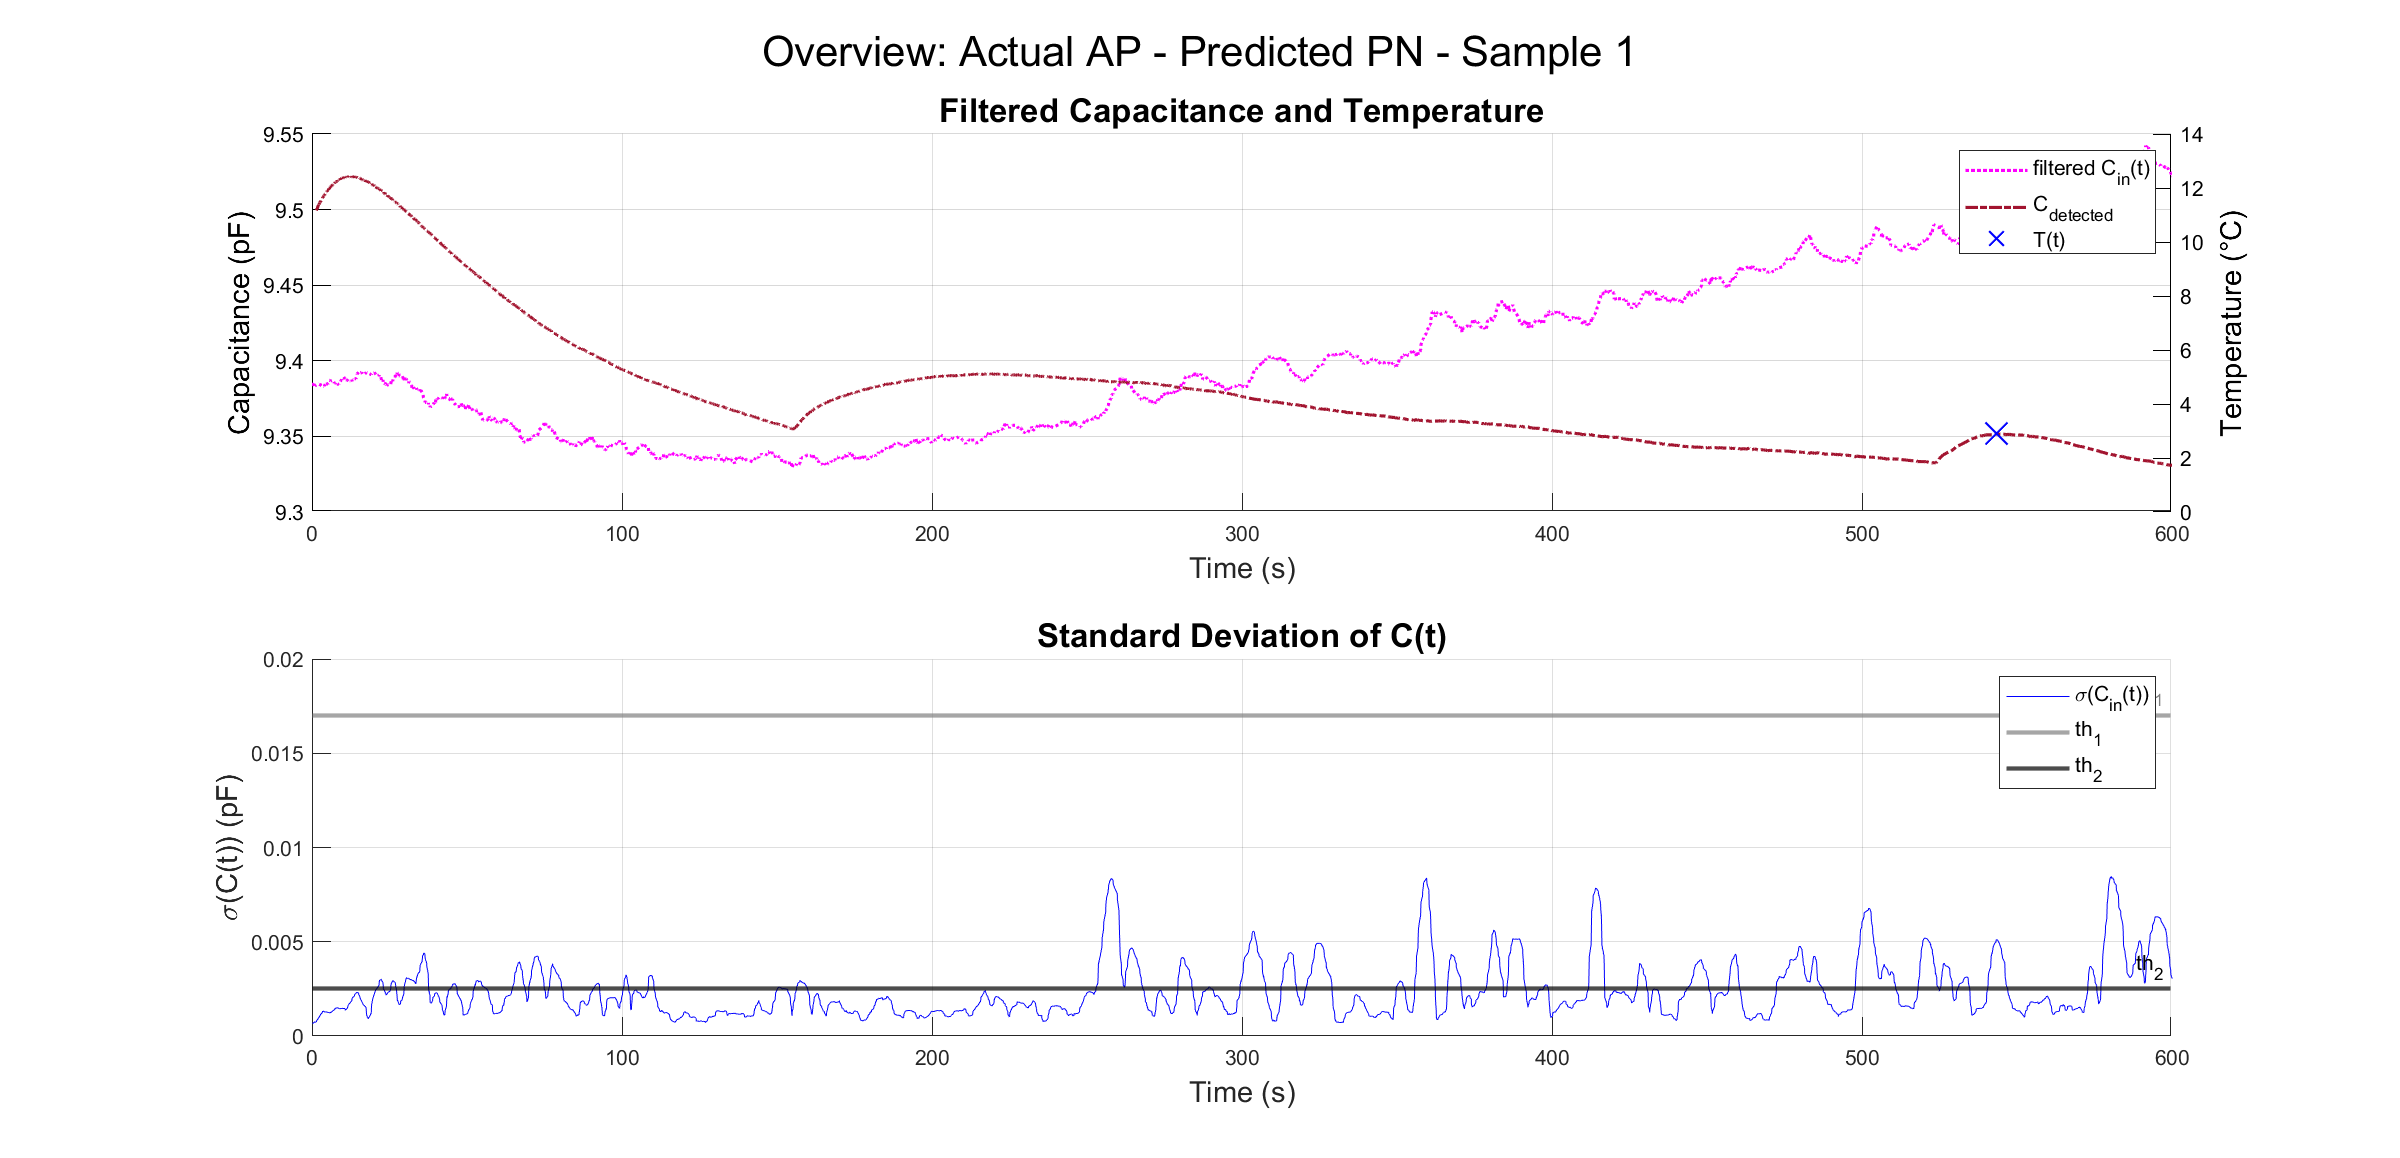 Overview: Actual AP - Predicted PN - Sample 1
Filtered Capacitance and Temperature
Capacitance (pF)
9.55
9.5
9.45
9.4
9.35
9.3
14
12
10
8
6
4
2
0
Temperature (°C)
filtered C_in(t)
C_detected
T(t)
0 100 200 300 400 500 600
Time (s)
Standard Deviation of C(t)
σ(C(t)) (pF)
0.02
0.015
0.01
0.005
0
σ(C_in(t))
th_1
th_2
1
th_2
0 100 200 300 400 500 600
Time (s)